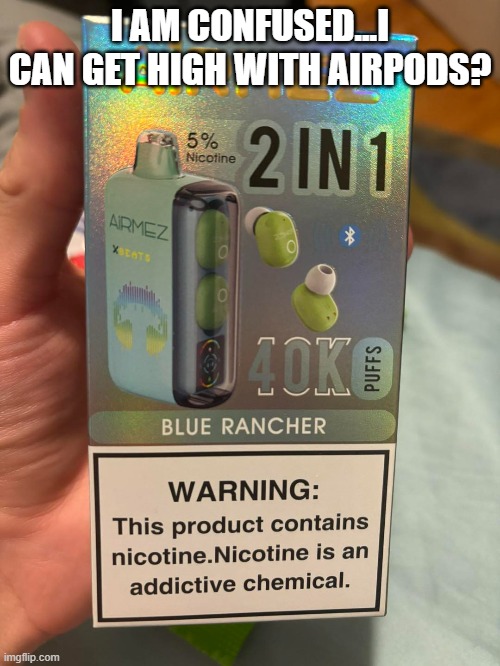 I AM CONFUSED...I
CAN GET HIGH WITH AIRPODS?
5%
Nicotine
2 IN 1
AIRMEZ
XBEATS
40K
PUFFS
BLUE RANCHER
WARNING:
This product contains
nicotine.Nicotine is an
addictive chemical.
imgflip.com